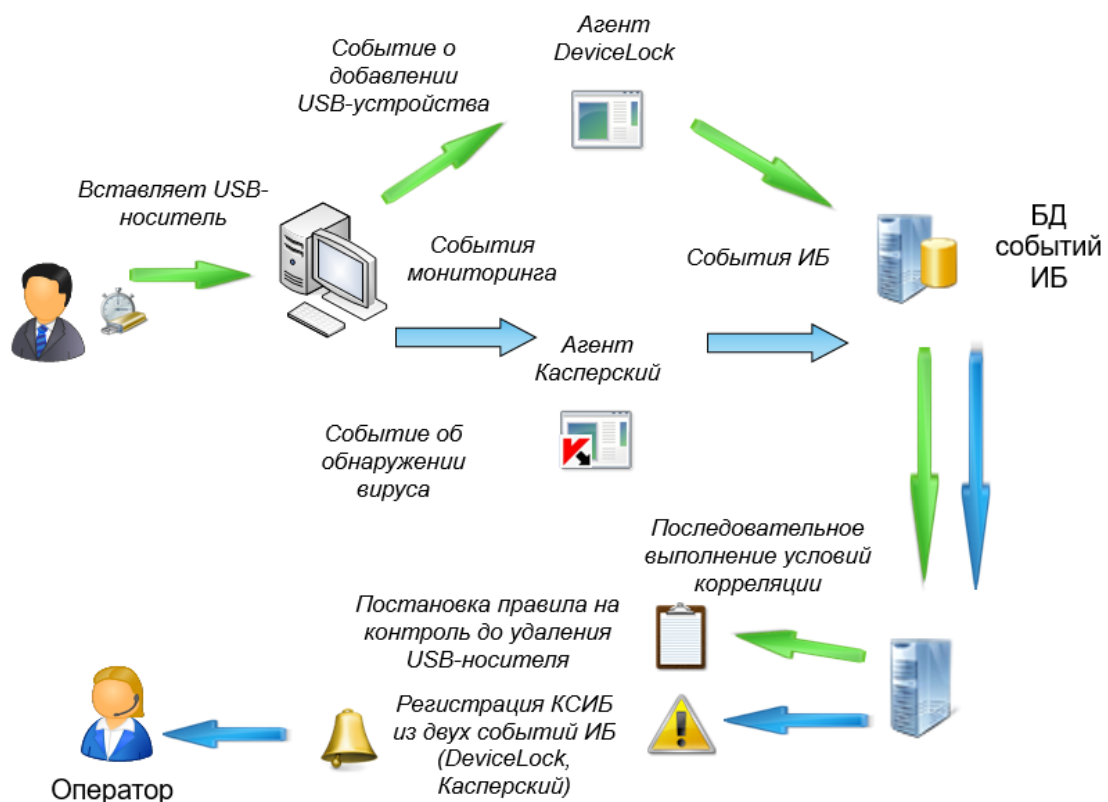 Агент
DeviceLock
Событие о
добавлении
USB-устройства
Вставляет USB-
носитель
События
мониторинга
События ИБ
БД
событий
ИБ
Агент
Касперский
Событие об
обнаружении
вируса
Последовательное
выполнение условий
корреляции
Постановка правила на
контроль до удаления
USB-носителя
Регистрация КСИБ
из двух событий ИБ
(DeviceLock,
Касперский)
Оператор